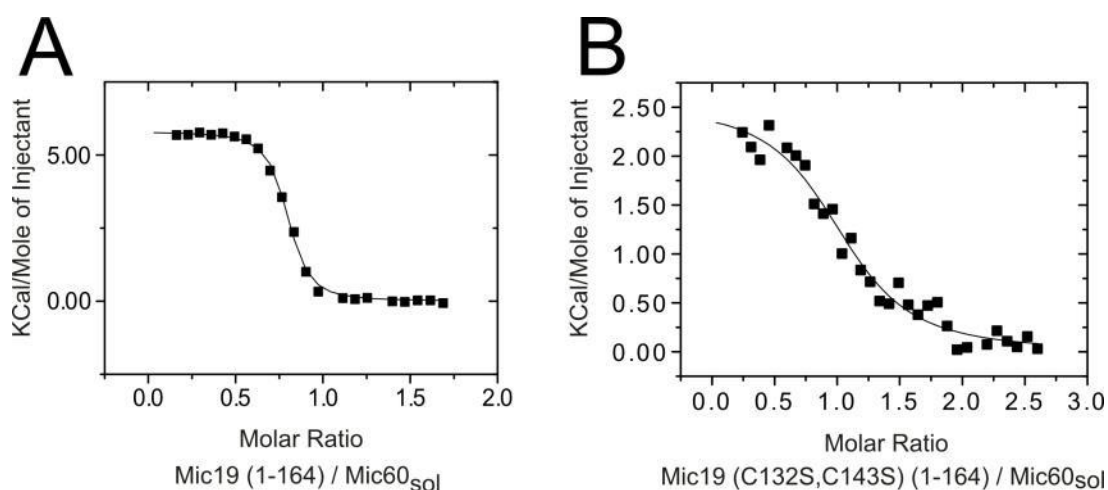 A
KCal/Mole of Injectant
5.00
0.00
0.0 0.5 1.0 1.5 2.0
Molar Ratio
Mic19 (1-164) / Mic60sol
B
KCal/Mole of Injectant
2.50
2.00
1.50
1.00
0.50
0.00
0.0 0.5 1.0 1.5 2.0 2.5 3.0
Molar Ratio
Mic19 (C132S,C143S) (1-164) / Mic60sol